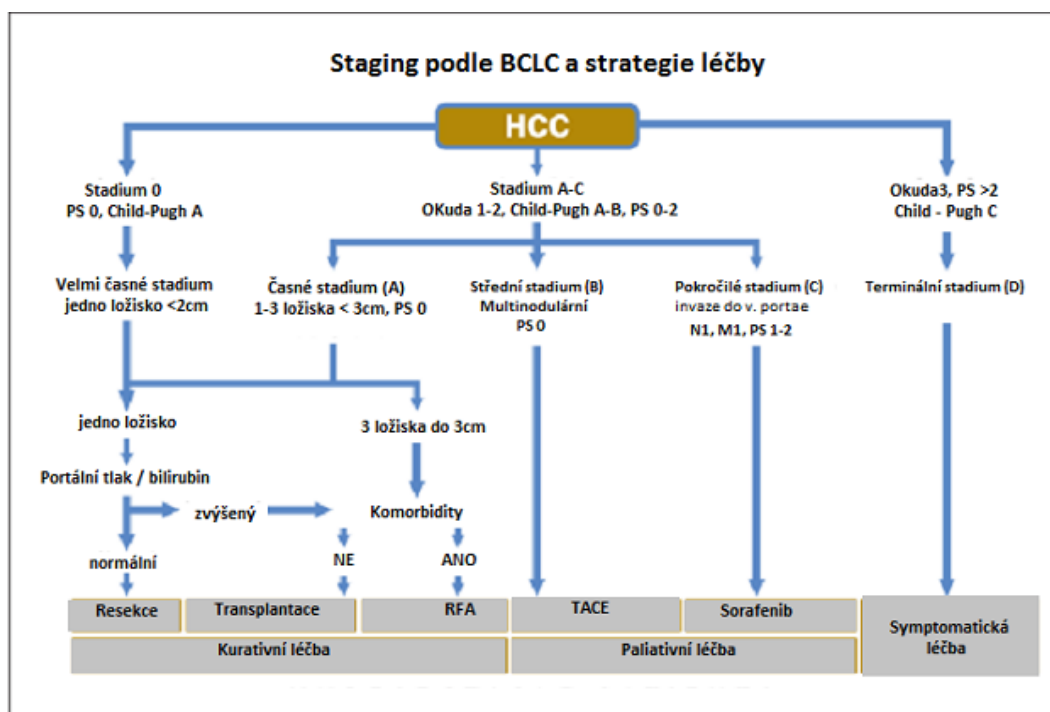 Staging podle BCLC a strategie léčby
HCC
Stadium 0
PS 0, Child-Pugh A
Stadium A-C
OKuda 1-2, Child-Pugh A-B, PS 0-2
Okuda3, PS >2
Child - Pugh C
Velmi časné stadium
jedno ložisko <2cm
Časné stadium (A)
1-3 ložiska < 3cm, PS 0
Střední stadium (B)
Multinodulární
PS 0
Pokročilé stadium (C)
invaze do v. portae
N1, M1, PS 1-2
Terminální stadium (D)
jedno ložisko
3 ložiska do 3cm
Portální tlak / bilirubin
zvýšený
Komorbidity
normální
NE
ANO
Resekce
Transplantace
RFA
TACE
Sorafenib
Symptomatická
léčba
Kurativní léčba
Paliativní léčba